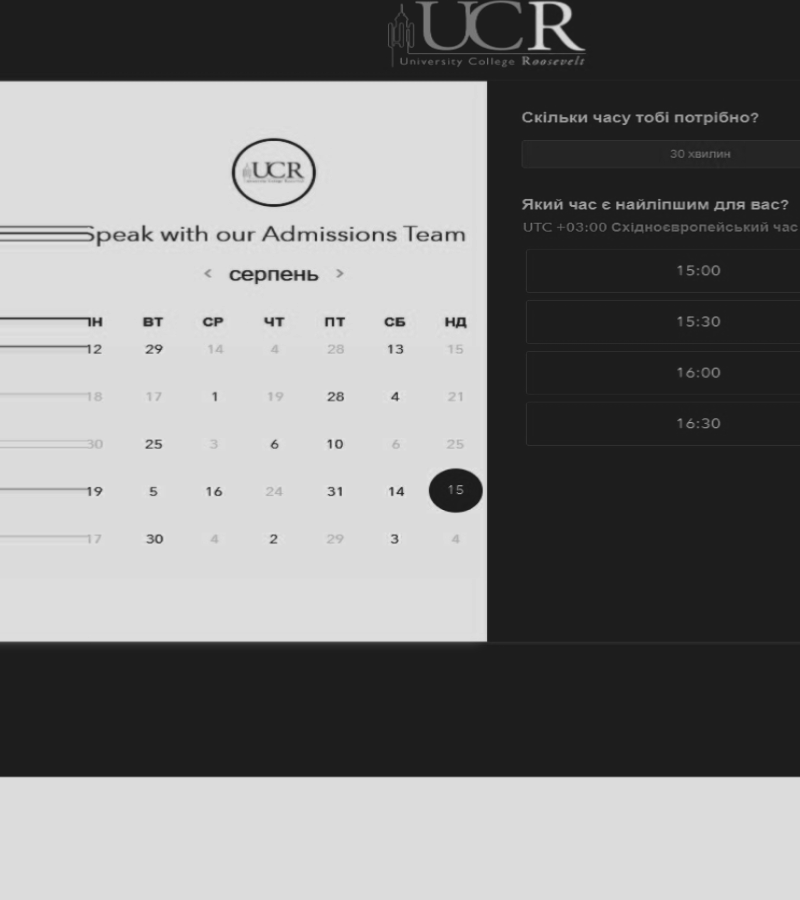 UCR
University College Roosevelt
UCR
Speak with our Admissions Team
< серпень >
ВТ СР ЧТ ПТ СБ НД
12 29 14 4 28 13 15
18 17 1 19 28 4 21
30 25 3 6 10 6 25
19 5 16 24 31 14 15
17 30 4 2 29 3 4
Скільки часу тобі потрібно?
30 хвилин
Який час є найліпшим для вас?
UTC +03:00 Східноєвропейський час
15:00
15:30
16:00
16:30